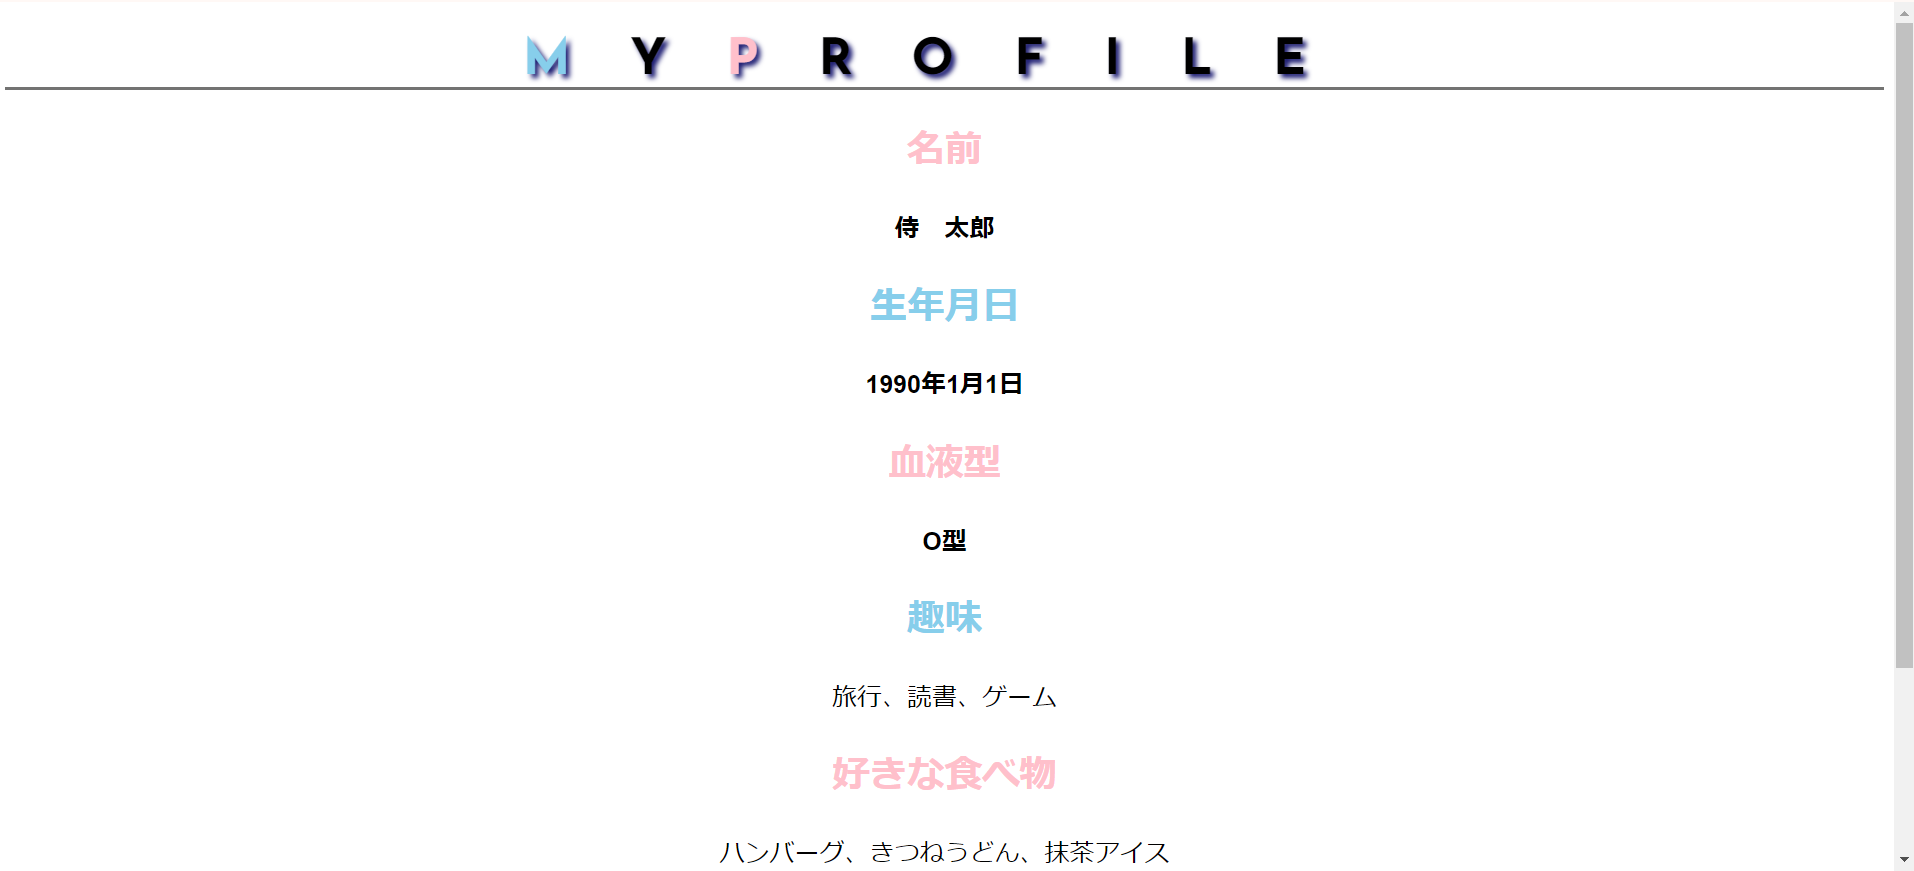 MY PROFILE
名前
侍　太郎
生年月日
1990年1月1日
血液型
O型
趣味
旅行、読書、ゲーム
好きな食べ物
ハンバーグ、きつねうどん、抹茶アイス